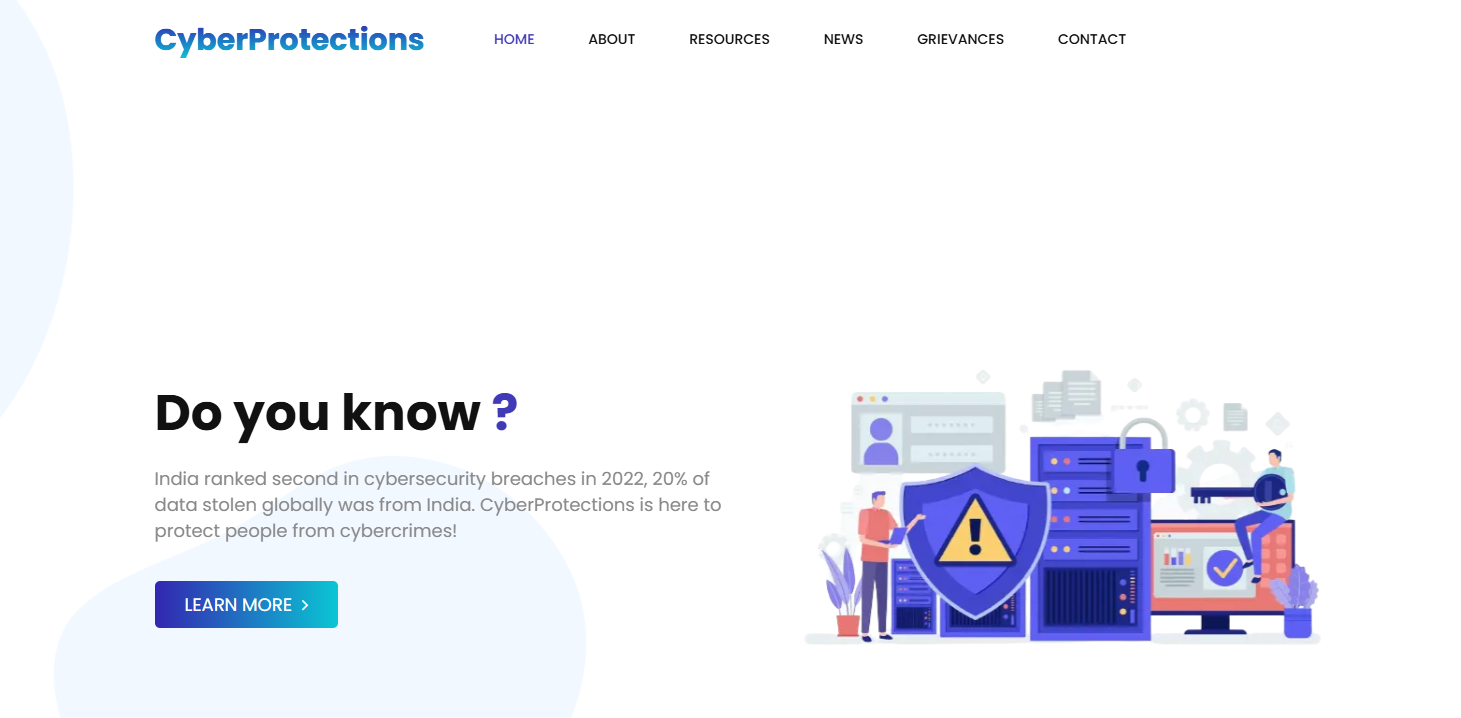 CyberProtections
HOME
ABOUT
RESOURCES
NEWS
GRIEVANCES
CONTACT
Do you know ?
India ranked second in cybersecurity breaches in 2022, 20% of
data stolen globally was from India. CyberProtections is here to
protect people from cybercrimes!
LEARN MORE